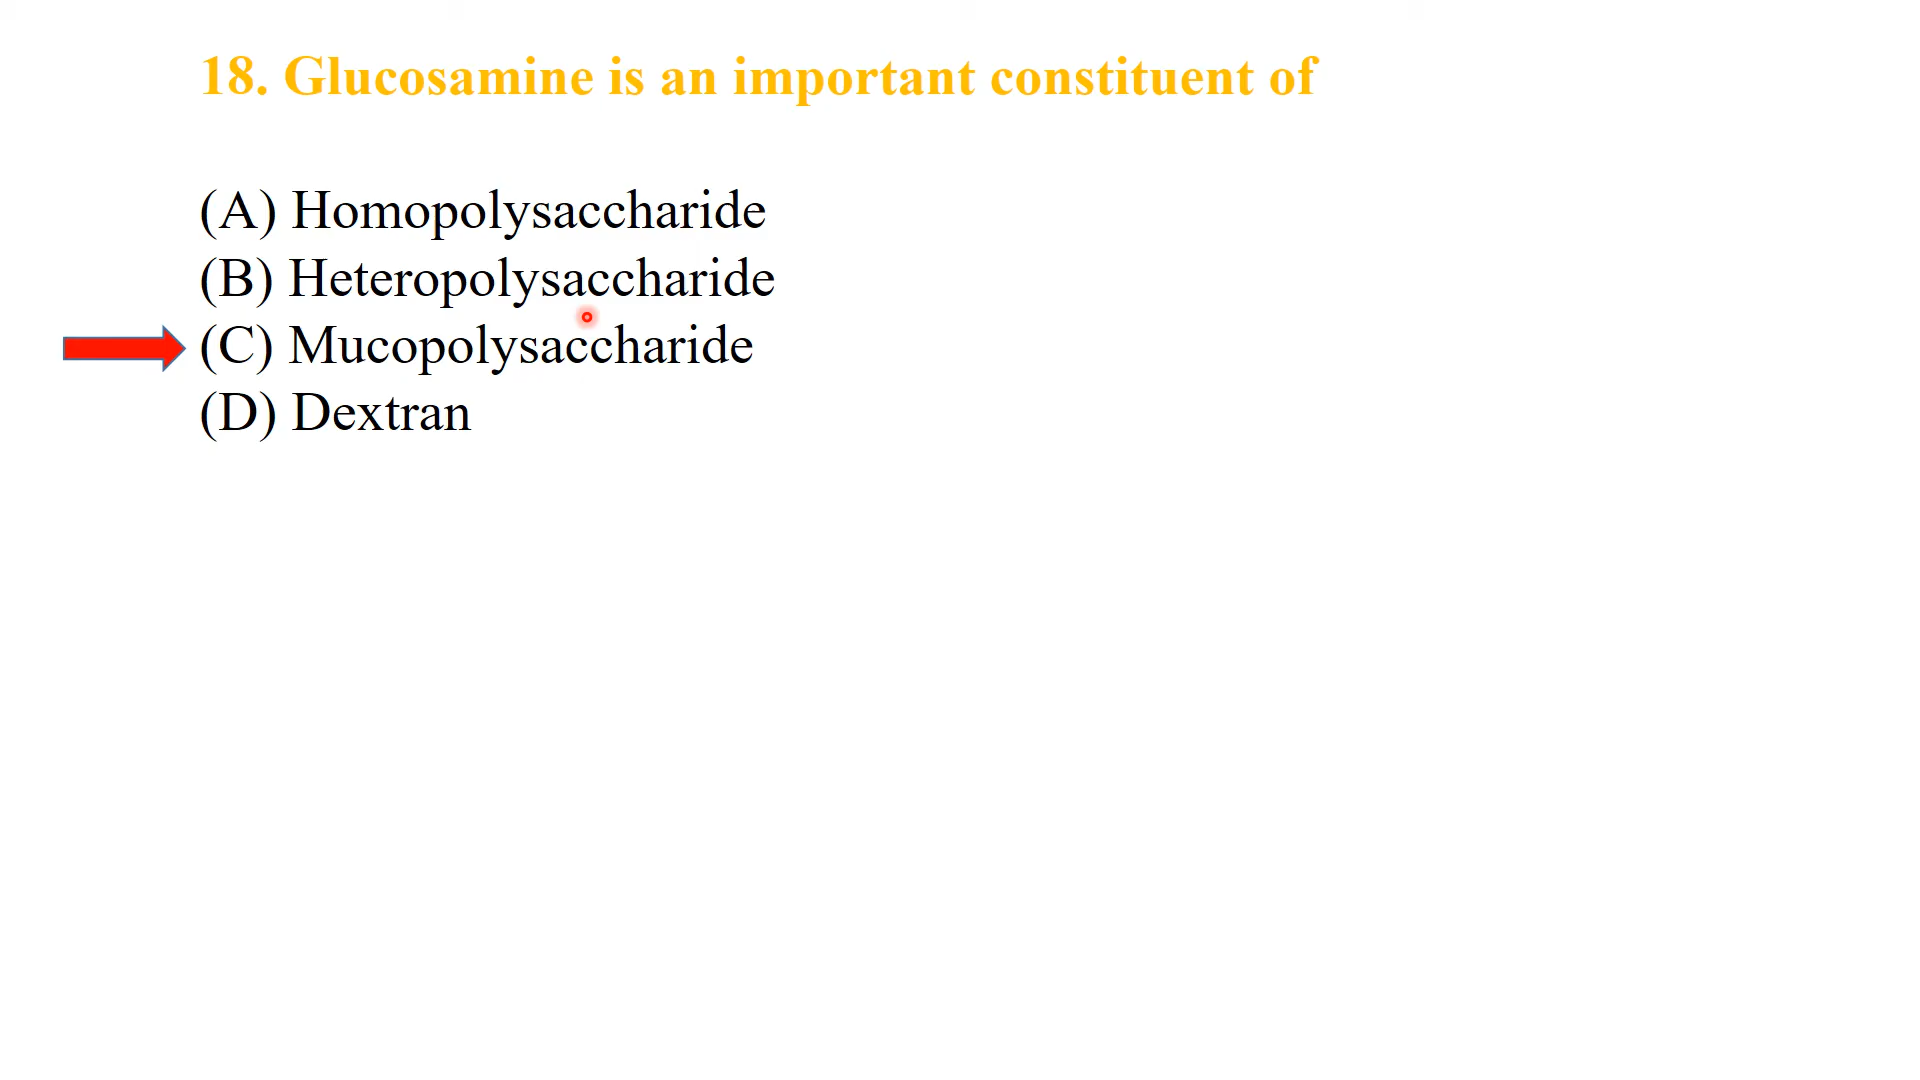 18. Glucosamine is an important constituent of
(A) Homopolysaccharide
(B) Heteropolysaccharide
(C) Mucopolysaccharide
(D) Dextran